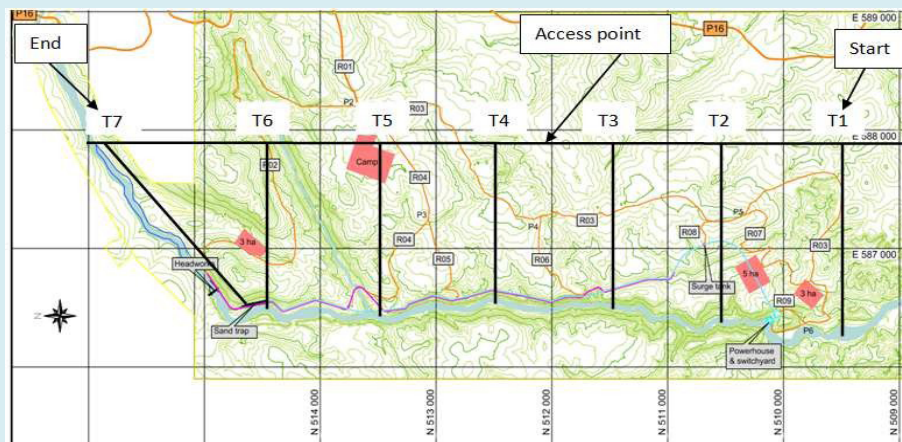 P16
End
Access point
P16
Start
E 589 000
R01
P2
R03
T7
T6
T5
T4
T3
T2
T1
E 588 000
R02
Camp
R04
P3
P4
R03
P5
R08
R07
R03
3 ha
R04
R05
R06
E 587 000
Headworks
Surge tank
5 ha
3 ha
R09
Z
Sand trap
P6
Powerhouse
& switchyard
N 514 000
N 513 000
N 512 000
N 511 000
N 510 000
N 509 000